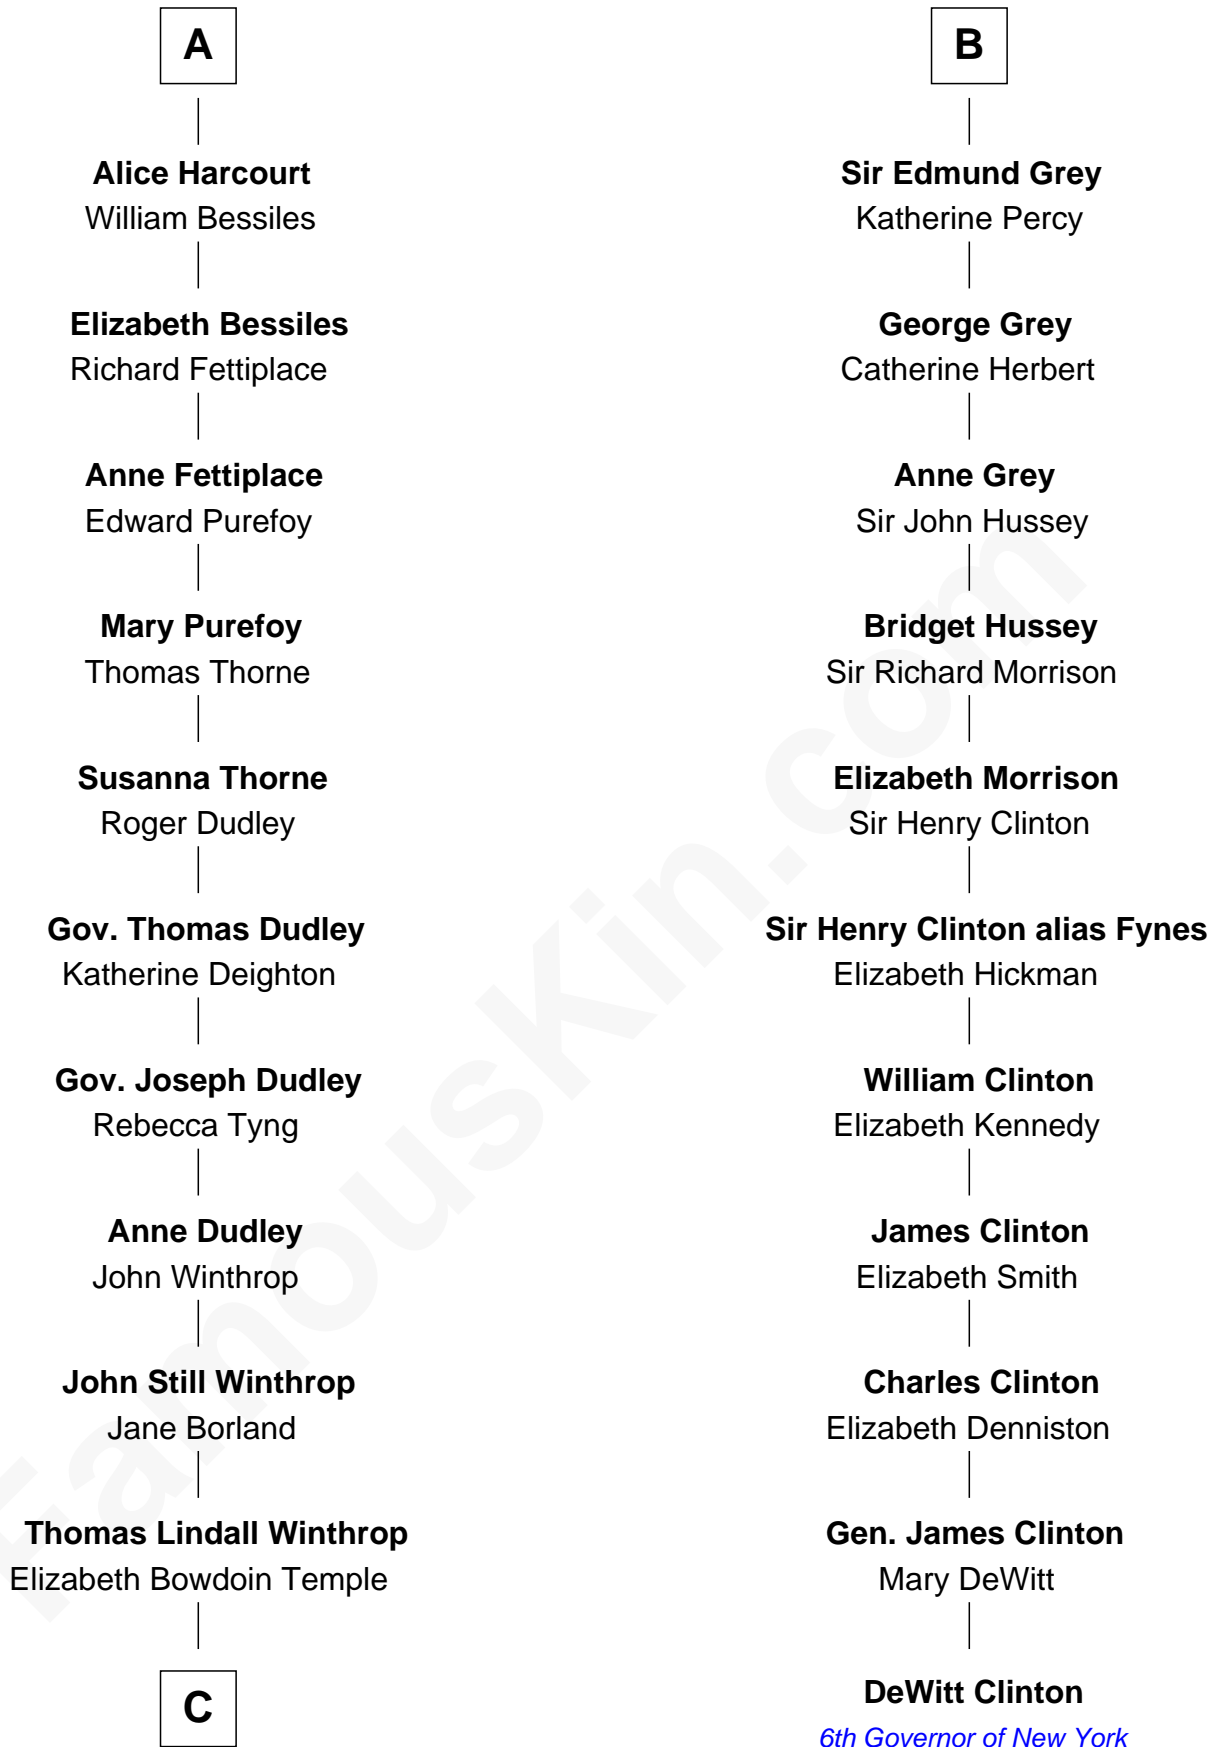 A
Alice Harcourt
William Bessiles
Elizabeth Bessiles
Richard Fettiplace
Anne Fettiplace
Edward Purefoy
Mary Purefoy
Thomas Thorne
Susanna Thorne
Roger Dudley
Gov. Thomas Dudley
Katherine Deighton
Gov. Joseph Dudley
Rebecca Tyng
Anne Dudley
John Winthrop
John Still Winthrop
Jane Borland
Thomas Lindall Winthrop
Elizabeth Bowdoin Temple
C
B
Sir Edmund Grey
Katherine Percy
George Grey
Catherine Herbert
Anne Grey
Sir John Hussey
Bridget Hussey
Sir Richard Morrison
Elizabeth Morrison
Sir Henry Clinton
Sir Henry Clinton alias Fynes
Elizabeth Hickman
William Clinton
Elizabeth Kennedy
James Clinton
Elizabeth Smith
Charles Clinton
Elizabeth Denniston
Gen. James Clinton
Mary DeWitt
DeWitt Clinton
6th Governor of New York
FamousKin.com